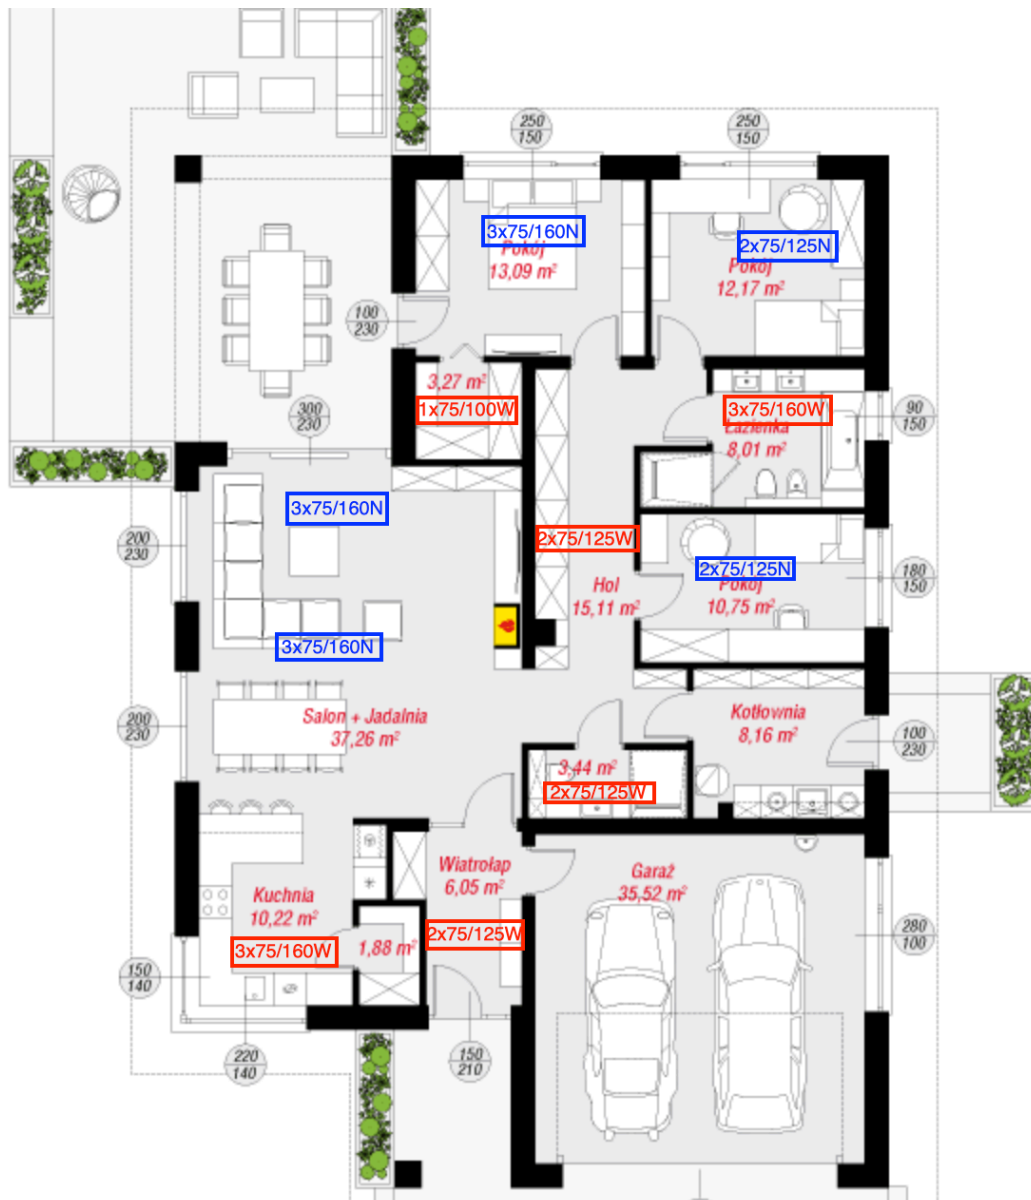 250
150
250
150
3x75/160N
Pokój
13,09 m²
2x75/125N
Pokój
12,17 m²
100
230
3,27 m²
1x75/100W
3x75/160W
Łazienka
8,01 m²
90
150
300
230
3x75/160N
200
230
2x75/125W
2x75/125N
Pokój
10,75 m²
180
150
Hol
15,11 m²
3x75/160N
Salon + Jadalnia
37,26 m²
200
230
Kotłownia
8,16 m²
100
230
3,44 m²
2x75/125W
Wiatrołap
6,05 m²
Garaż
35,52 m²
Kuchnia
10,22 m²
2x75/125W
3x75/160W
1,88 m²
280
100
150
140
220
140
150
210